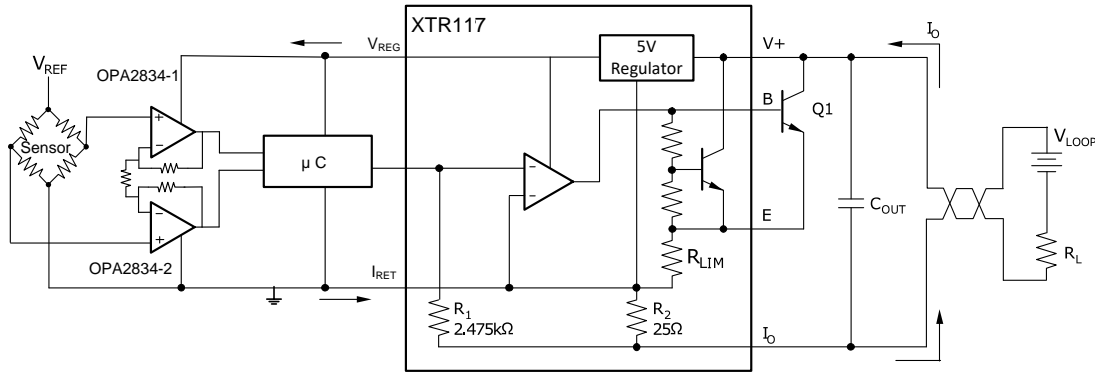 XTR117
I_O
V_REG
V+
5V
Regulator
V_REF
OPA2834-1
B
Q1
+
−
Sensor
µ C
−
−
V_LOOP
−
+
E
C_OUT
R_LIM
R_L
OPA2834-2
I_RET
R_1
2.475kΩ
R_2
25Ω
I_O